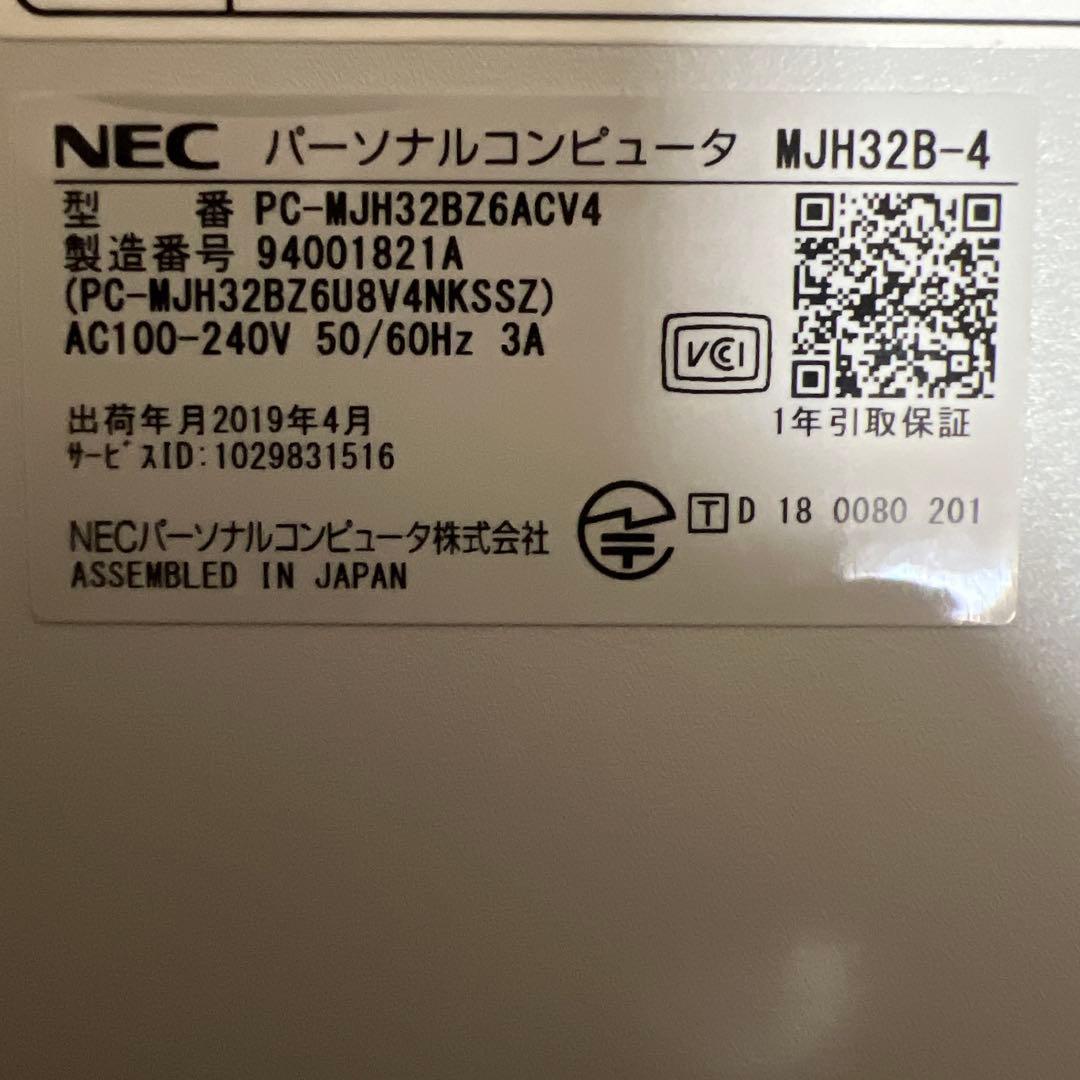 NEC パーソナルコンピュータ MJH32B-4
型　　番 PC-MJH32BZ6ACV4
製造番号 94001821A
(PC-MJH32BZ6U8V4NKSSZ)
AC100-240V 50/60Hz 3A
VCCI
1年引取保証
出荷年月2019年4月
ｻｰﾋﾞｽID:1029831516
T D 18 0080 201
NECパーソナルコンピュータ株式会社
ASSEMBLED IN JAPAN